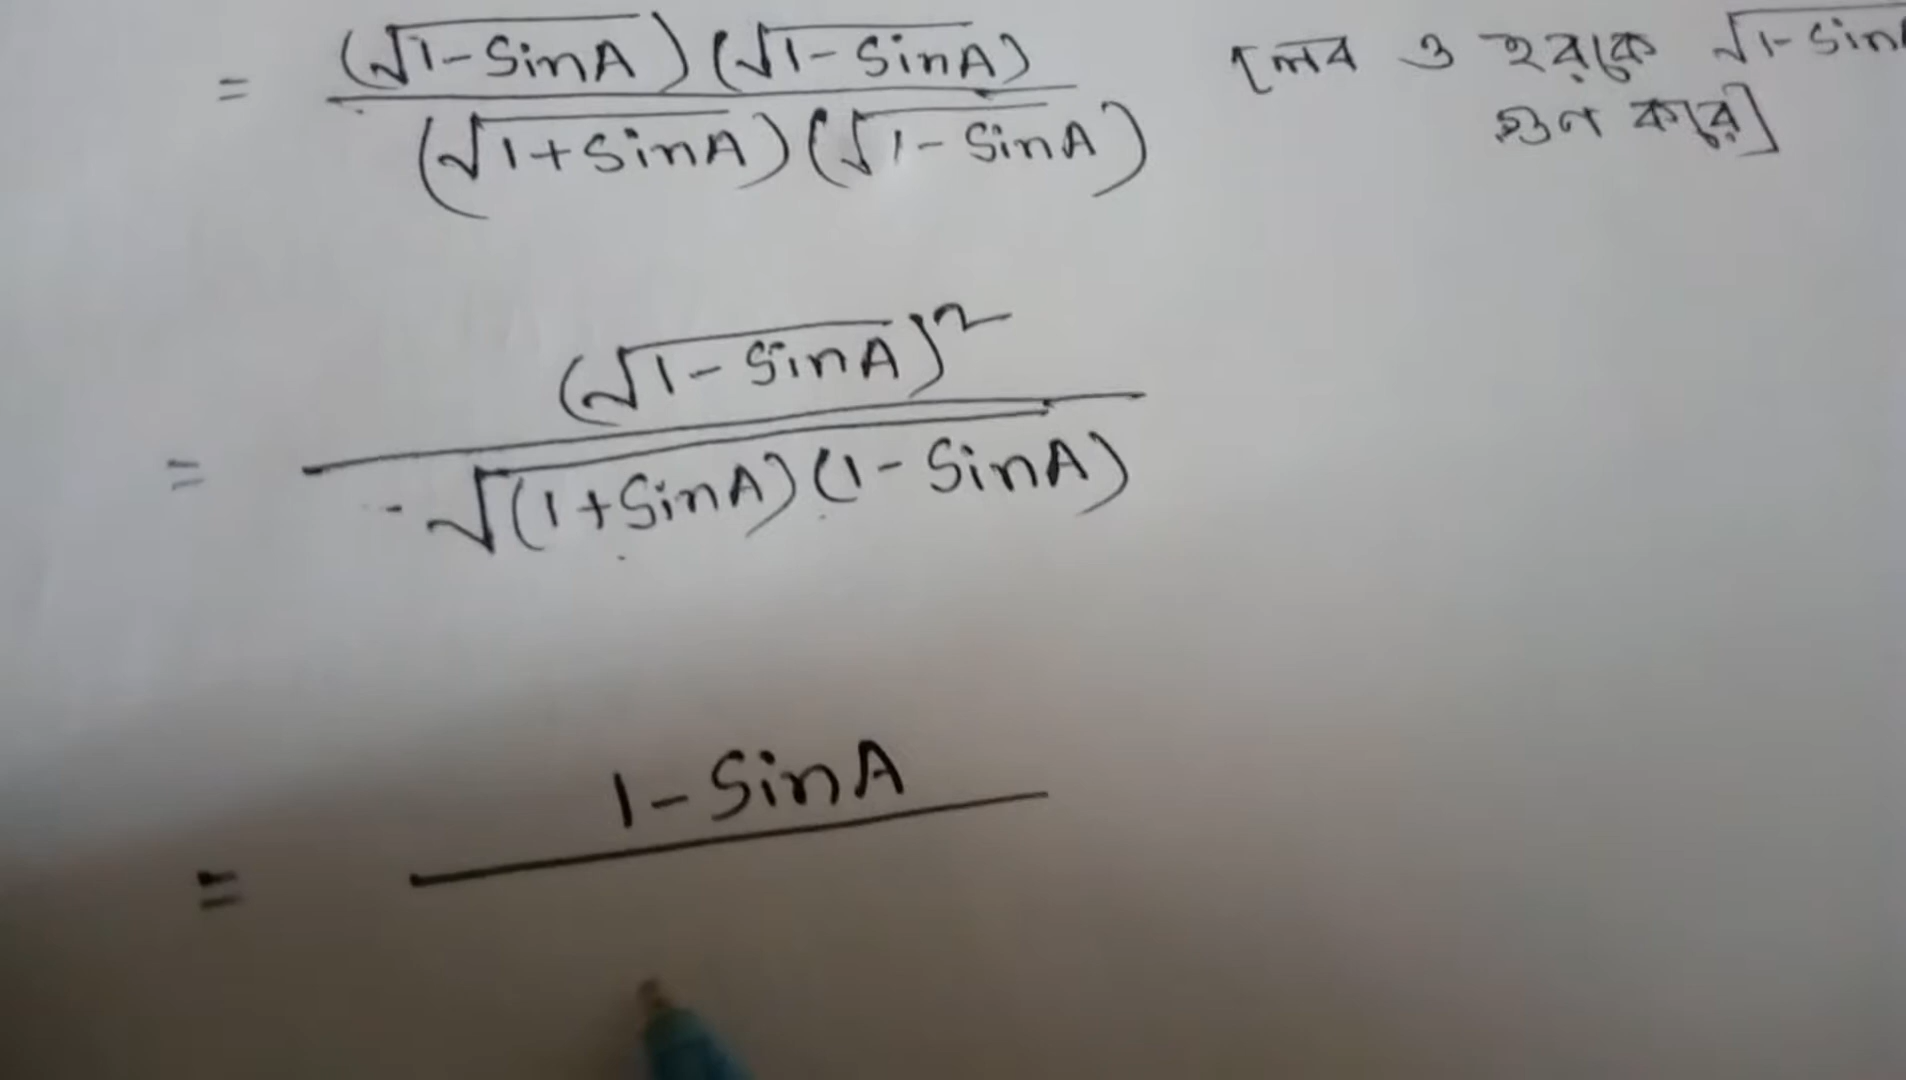 = (√1-SinA) (√1-SinA) / (√1+SinA) (√1-SinA) [লব ও হরকে √1-Sin
গুণ করে]
= (√1-SinA)² / √(1+SinA) (1-SinA)
= 1-SinA /